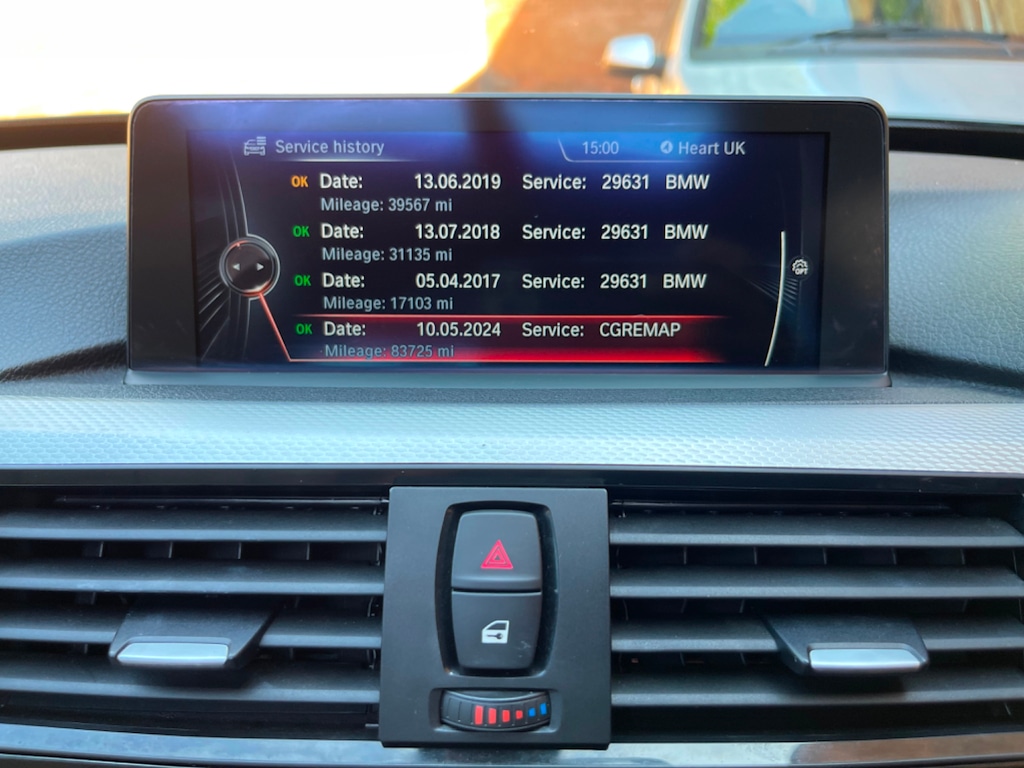 Service history 15:00 4 Heart UK
OK Date: 13.06.2019 Service: 29631 BMW
Mileage: 39567 mi
OK Date: 13.07.2018 Service: 29631 BMW
Mileage: 31135 mi
OK Date: 05.04.2017 Service: 29631 BMW
Mileage: 17103 mi
OPT
OK Date: 10.05.2024 Service: CGREMAP
Mileage: 83725 mi